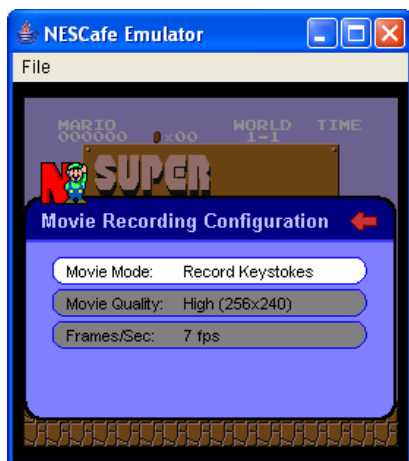 NESCafe Emulator
File
MARIO WORLD TIME
000000 ×00 1-1
N
SUPER
Movie Recording Configuration
Movie Mode: Record Keystokes
Movie Quality: High (256x240)
Frames/Sec: 7 fps